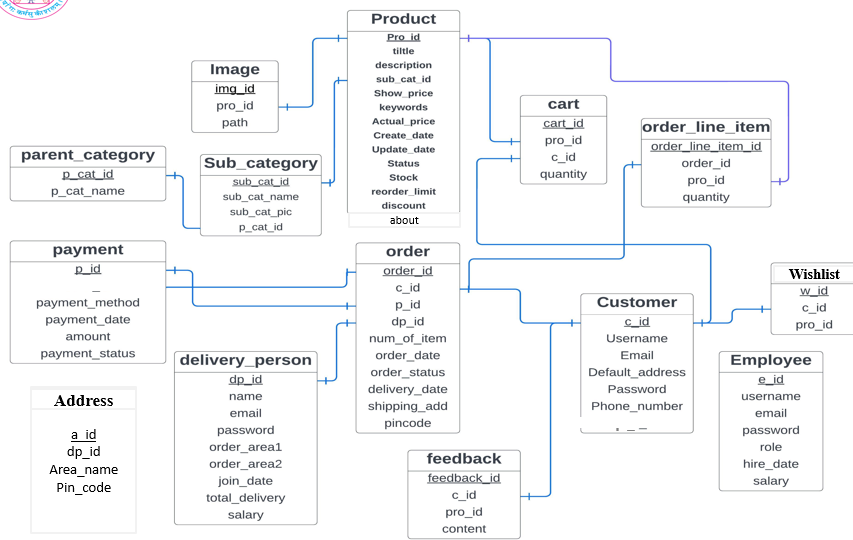 Product
Pro_id
tiltle
description
sub_cat_id
Show_price
keywords
Actual_price
Create_date
Update_date
Status
Stock
reorder_limit
discount
about
Image
img_id
pro_id
path
cart
cart_id
pro_id
c_id
quantity
order_line_item
order_line_item_id
order_id
pro_id
quantity
parent_category
p_cat_id
p_cat_name
Sub_category
sub_cat_id
sub_cat_name
sub_cat_pic
p_cat_id
payment
p_id
_
payment_method
payment_date
amount
payment_status
order
order_id
c_id
p_id
dp_id
num_of_item
order_date
order_status
delivery_date
shipping_add
pincode
Wishlist
w_id
c_id
pro_id
Customer
c_id
Username
Email
Default_address
Password
Phone_number
delivery_person
dp_id
name
email
password
order_area1
order_area2
join_date
total_delivery
salary
Employee
e_id
username
email
password
role
hire_date
salary
Address
a_id
dp_id
Area_name
Pin_code
feedback
feedback_id
c_id
pro_id
content